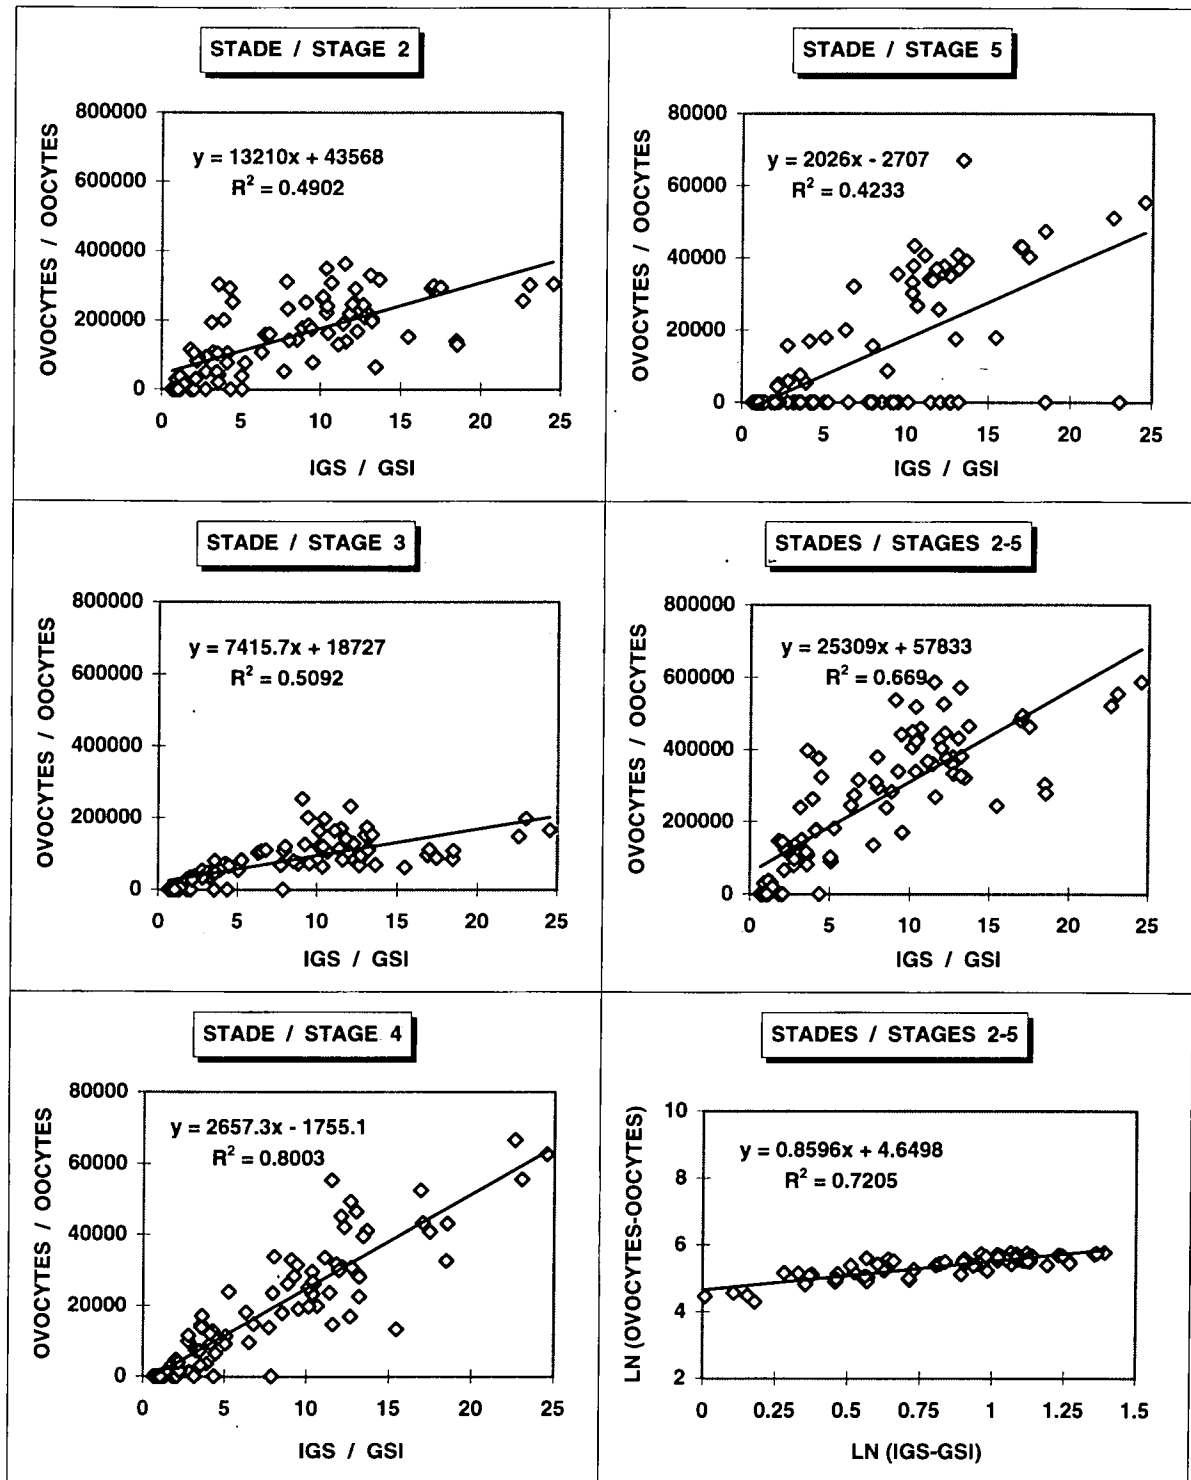 STADE / STAGE 2
OVOCYTES / OOCYTES
800000
600000
400000
200000
0
y = 13210x + 43568
R² = 0.4902
0 5 10 15 20 25
IGS / GSI
STADE / STAGE 5
OVOCYTES / OOCYTES
80000
60000
40000
20000
0
y = 2026x - 2707
R² = 0.4233
0 5 10 15 20 25
IGS / GSI
STADE / STAGE 3
OVOCYTES / OOCYTES
800000
600000
400000
200000
0
y = 7415.7x + 18727
R² = 0.5092
0 5 10 15 20 25
IGS / GSI
STADES / STAGES 2-5
OVOCYTES / OOCYTES
800000
600000
400000
200000
0
y = 25309x + 57833
R² = 0.669
0 5 10 15 20 25
IGS / GSI
STADE / STAGE 4
OVOCYTES / OOCYTES
80000
60000
40000
20000
0
y = 2657.3x - 1755.1
R² = 0.8003
0 5 10 15 20 25
IGS / GSI
STADES / STAGES 2-5
LN (OVOCYTES-OOCYTES)
10
8
6
4
2
y = 0.8596x + 4.6498
R² = 0.7205
0 0.25 0.5 0.75 1 1.25 1.5
LN (IGS-GSI)